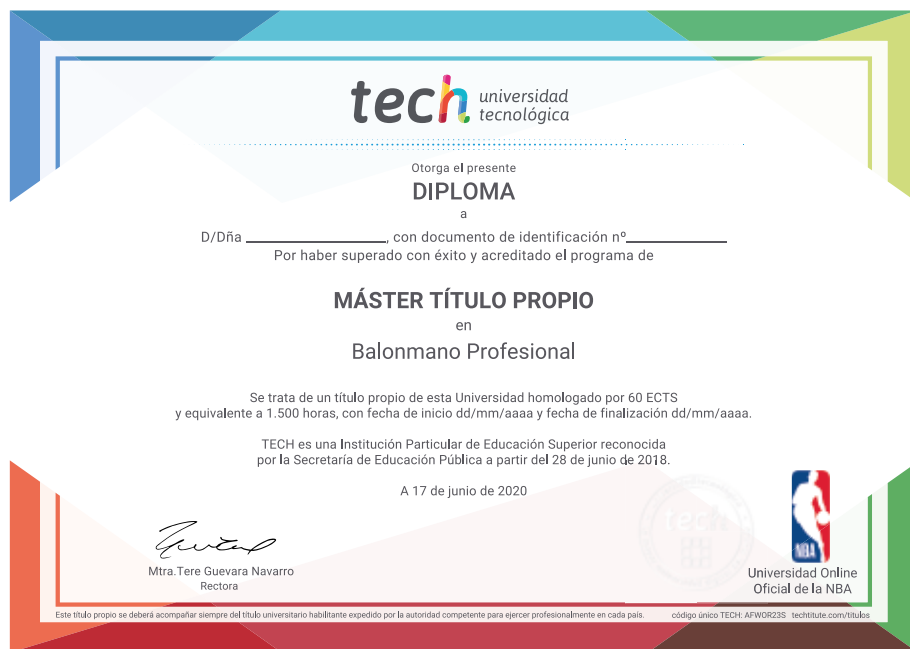 tech universidad
tecnológica
Otorga el presente
DIPLOMA
a
D/Dña ______________, con documento de identificación nº__________
Por haber superado con éxito y acreditado el programa de
MÁSTER TÍTULO PROPIO
en
Balonmano Profesional
Se trata de un título propio de esta Universidad homologado por 60 ECTS
y equivalente a 1.500 horas, con fecha de inicio dd/mm/aaaa y fecha de finalización dd/mm/aaaa.
TECH es una Institución Particular de Educación Superior reconocida
por la Secretaría de Educación Pública a partir del 28 de junio de 2018.
A 17 de junio de 2020
tech
NBA
Mtra.Tere Guevara Navarro
Rectora
Universidad Online
Oficial de la NBA
Este título propio se deberá acompañar siempre del título universitario habilitante expedido por la autoridad competente para ejercer profesionalmente en cada país. código único TECH: AFWOR23S techtitute.com/titulos